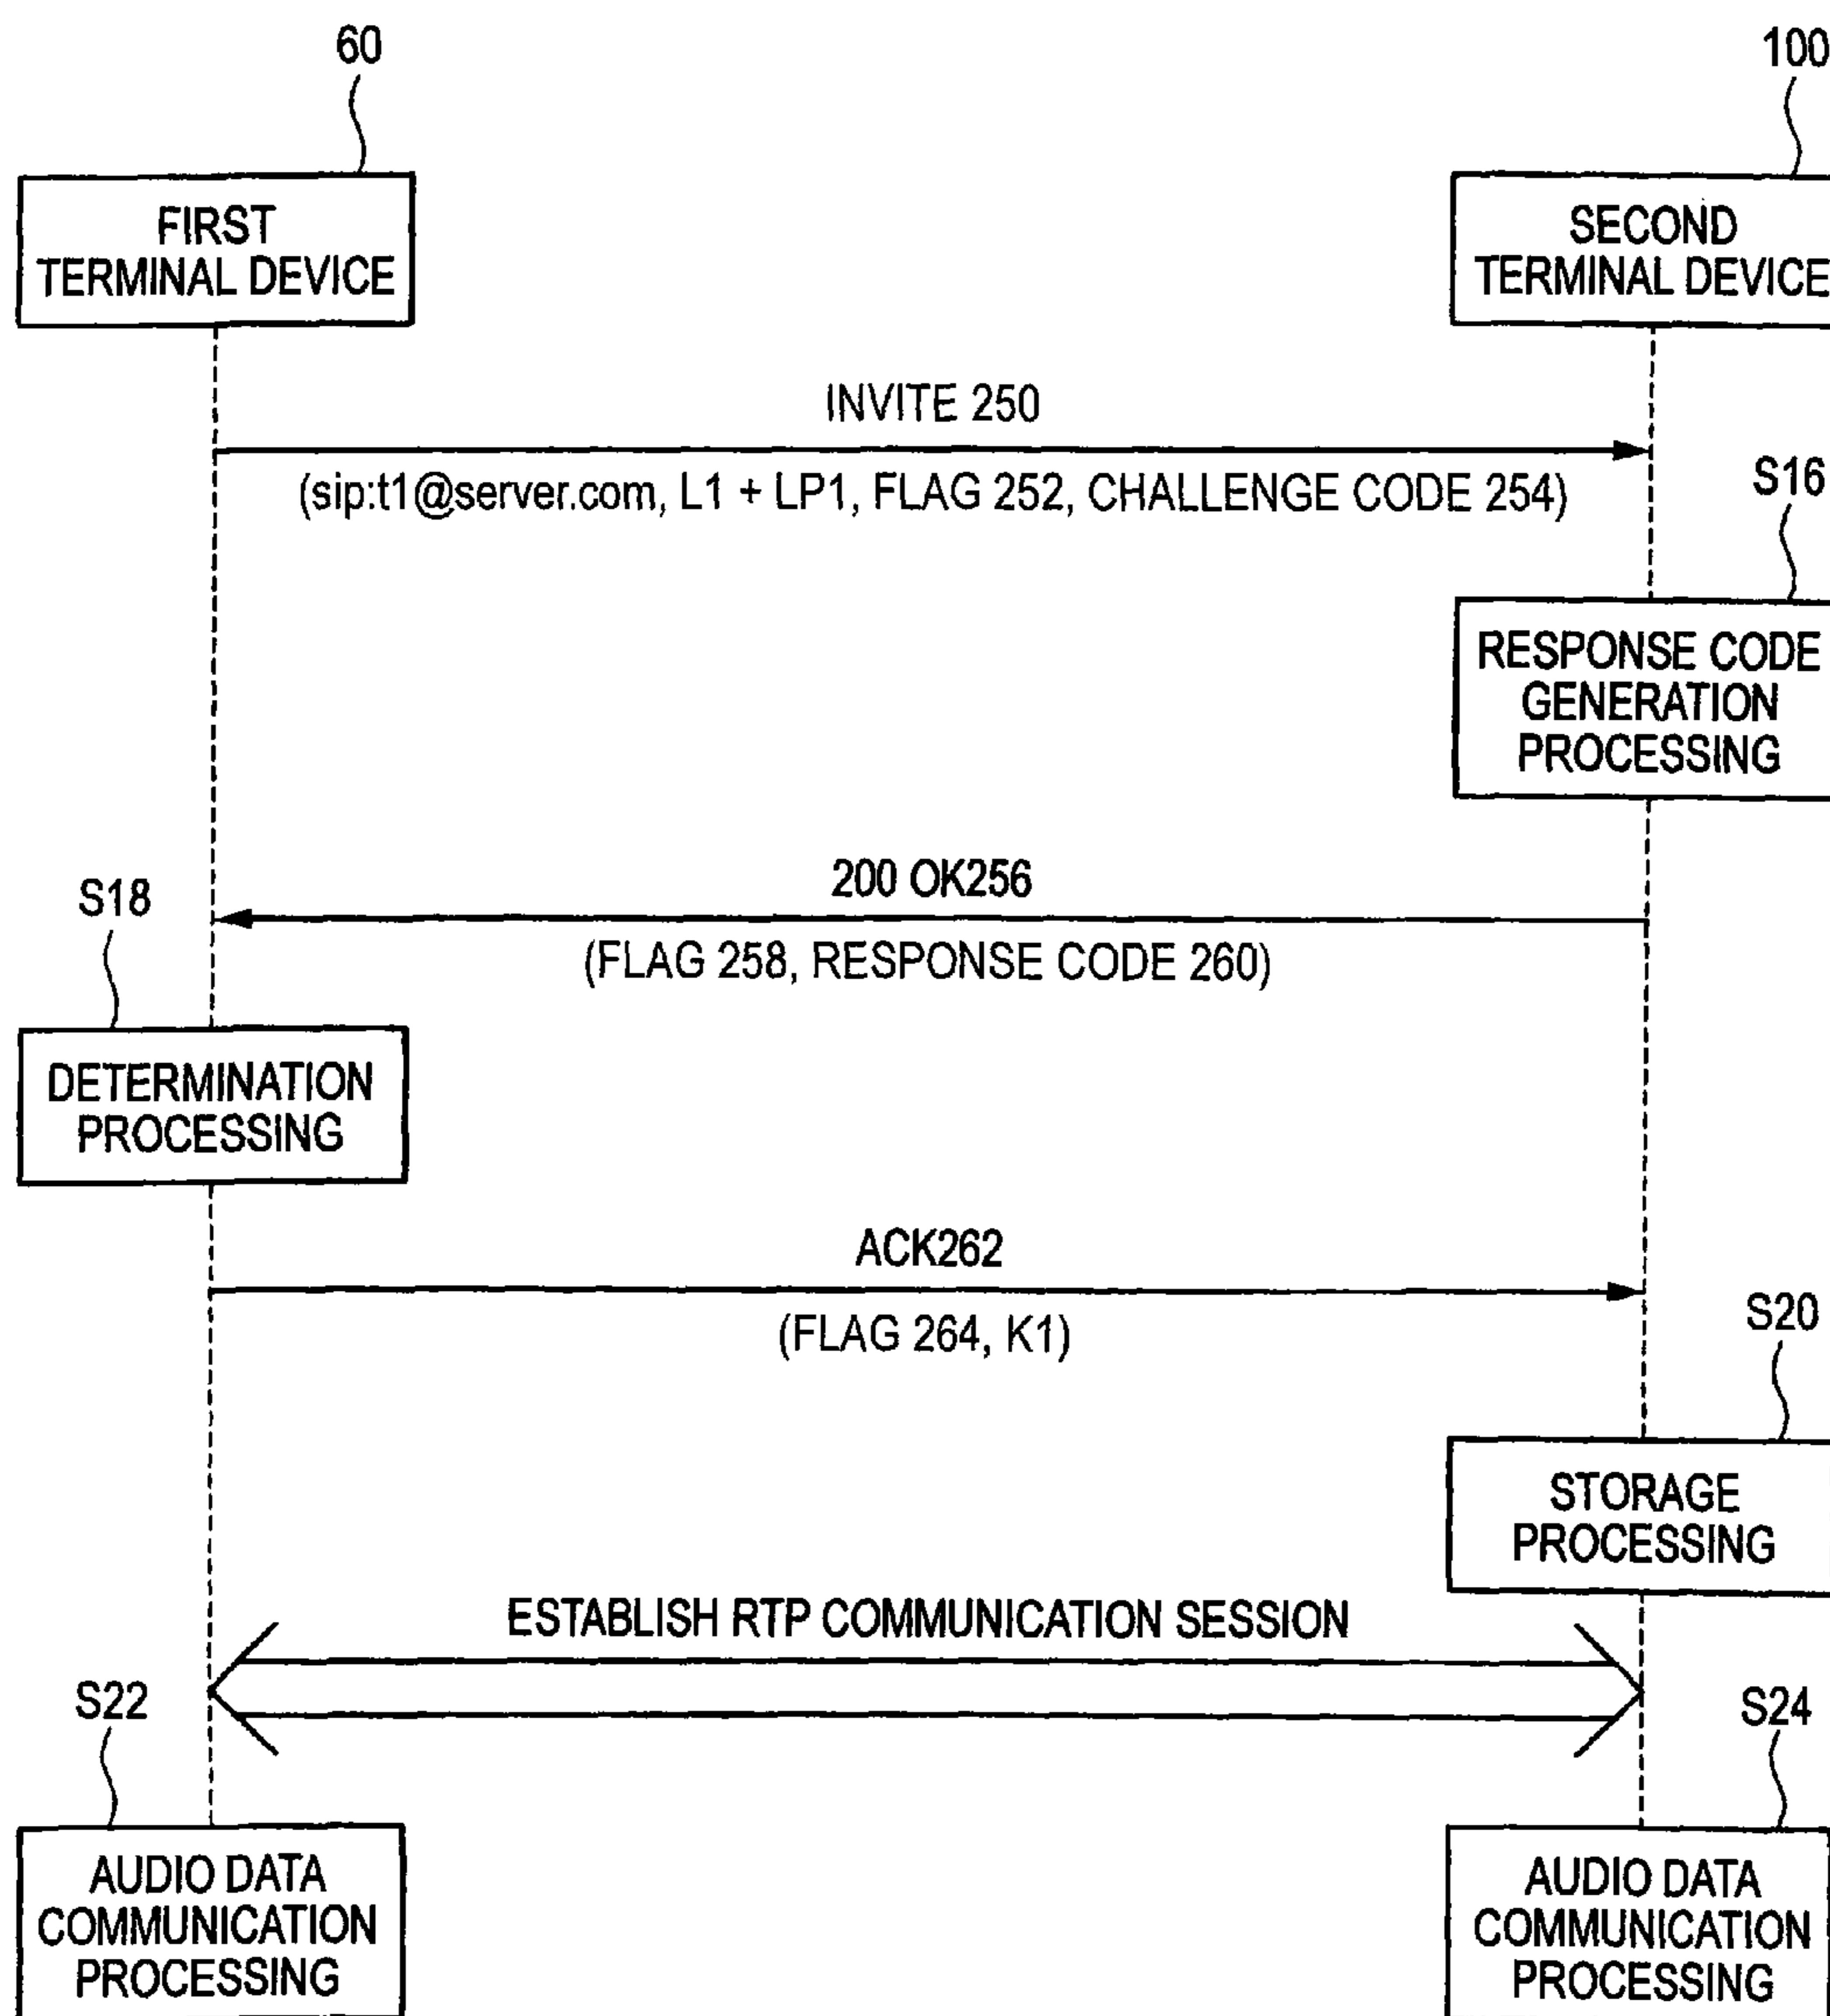 60
100
FIRST
TERMINAL DEVICE
SECOND
TERMINAL DEVICE
INVITE 250
(sip:t1@server.com, L1 + LP1, FLAG 252, CHALLENGE CODE 254)
S16
RESPONSE CODE
GENERATION
PROCESSING
200 OK256
(FLAG 258, RESPONSE CODE 260)
S18
DETERMINATION
PROCESSING
ACK262
(FLAG 264, K1)
S20
STORAGE
PROCESSING
ESTABLISH RTP COMMUNICATION SESSION
S22
S24
AUDIO DATA
COMMUNICATION
PROCESSING
AUDIO DATA
COMMUNICATION
PROCESSING